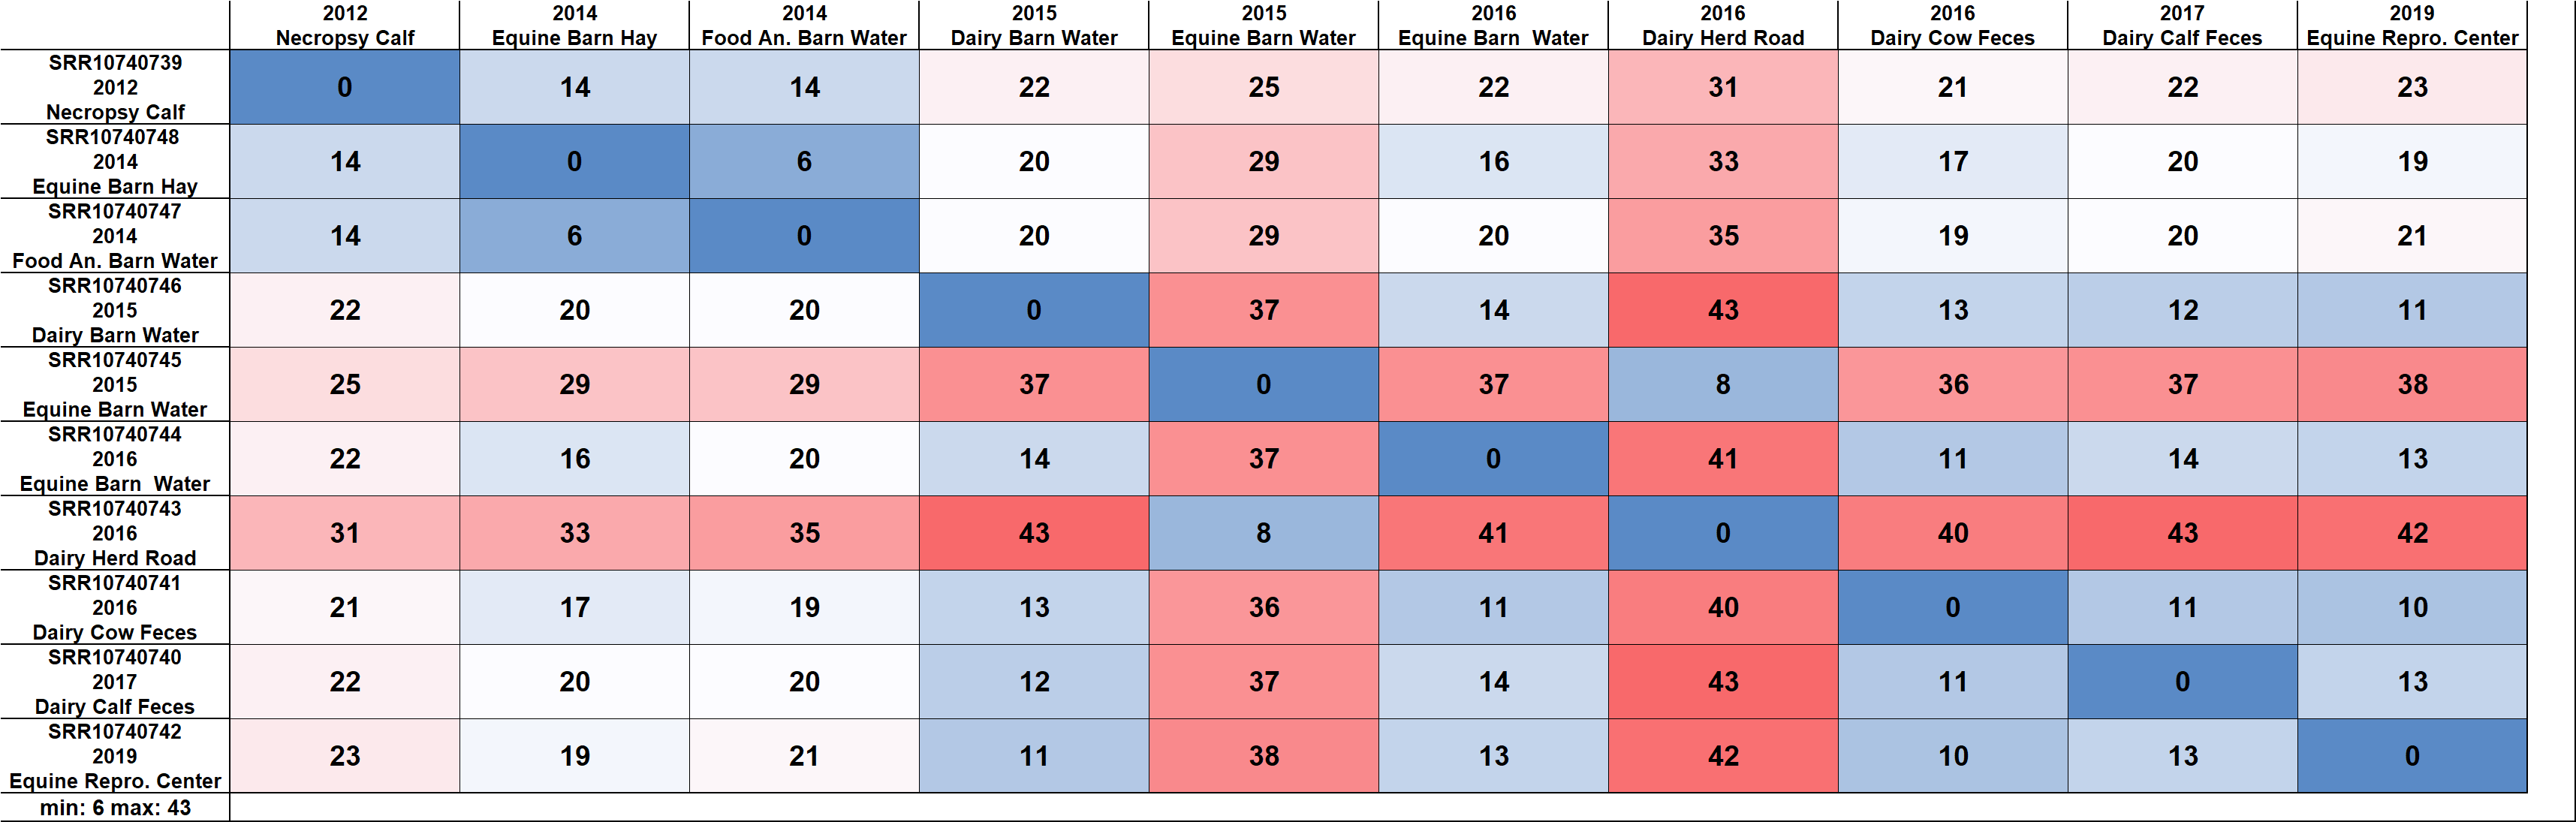 2012 2014 2014 2015 2015 2016 2016 2016 2017 2019
Necropsy Calf Equine Barn Hay Food An. Barn Water Dairy Barn Water Equine Barn Water Equine Barn  Water Dairy Herd Road Dairy Cow Feces Dairy Calf Feces Equine Repro. Center
SRR10740739
2012 0 14 14 22 25 22 31 21 22 23
Necropsy Calf
SRR10740748
2014 14 0 6 20 29 16 33 17 20 19
Equine Barn Hay
SRR10740747
2014 14 6 0 20 29 20 35 19 20 21
Food An. Barn Water
SRR10740746
2015 22 20 20 0 37 14 43 13 12 11
Dairy Barn Water
SRR10740745
2015 25 29 29 37 0 37 8 36 37 38
Equine Barn Water
SRR10740744
2016 22 16 20 14 37 0 41 11 14 13
Equine Barn  Water
SRR10740743
2016 31 33 35 43 8 41 0 40 43 42
Dairy Herd Road
SRR10740741
2016 21 17 19 13 36 11 40 0 11 10
Dairy Cow Feces
SRR10740740
2017 22 20 20 12 37 14 43 11 0 13
Dairy Calf Feces
SRR10740742
2019 23 19 21 11 38 13 42 10 13 0
Equine Repro. Center
min: 6 max: 43